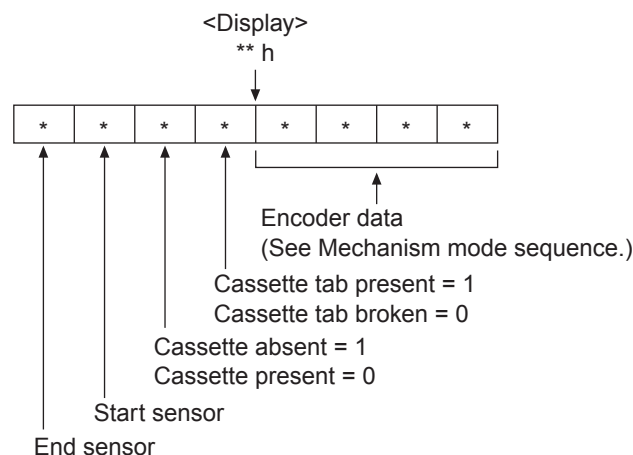 <Display>
** h
* * * * * * * *
Encoder data
(See Mechanism mode sequence.)
Cassette tab present = 1
Cassette tab broken = 0
Cassette absent = 1
Cassette present = 0
Start sensor
End sensor